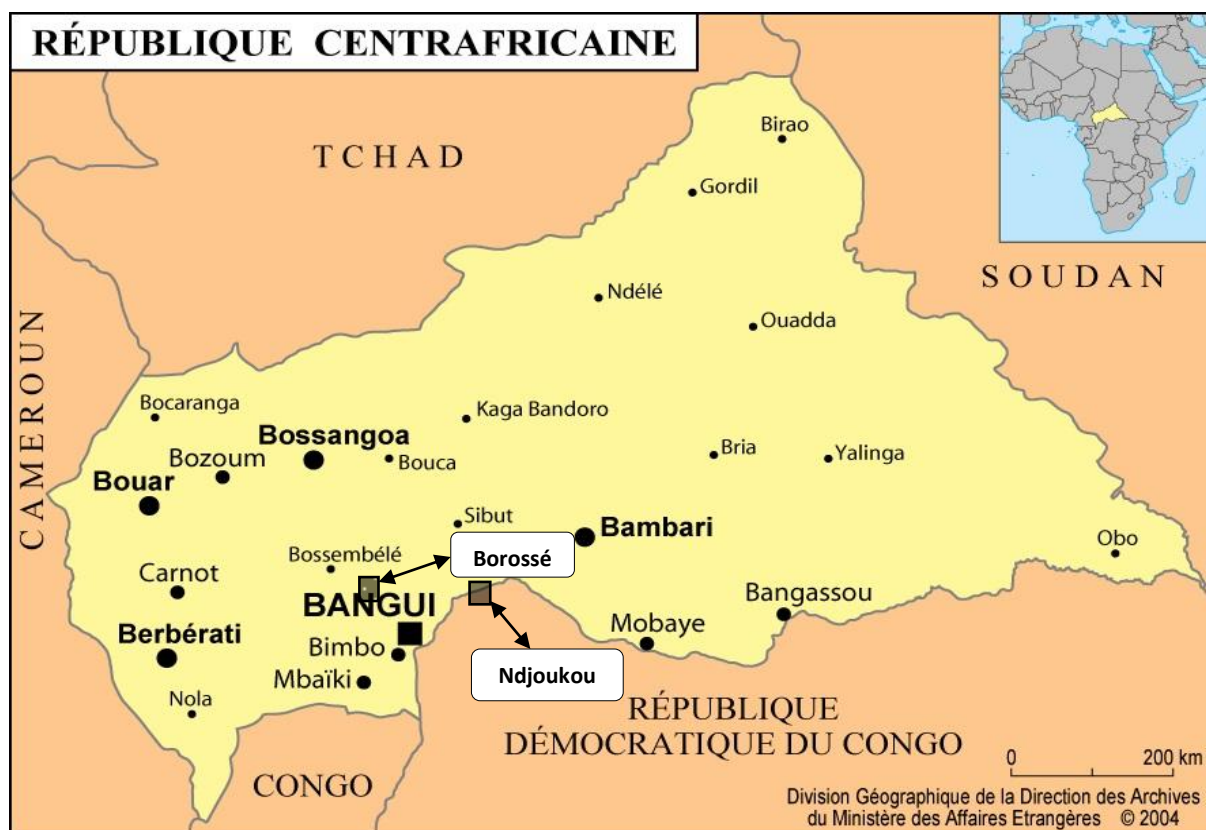 RÉPUBLIQUE CENTRAFRICAINE
Birao
TCHAD
Gordil
SOUDAN
Ndélé
Ouadda
CAMEROUN
Bocaranga
Kaga Bandoro
Bossangoa
Bozoum
Bouca
Bria
Yalinga
Bouar
Sibut
Bambari
Obo
Bossembélé
Borossé
Carnot
BANGUI
Bangassou
Berbérati
Bimbo
Mobaye
Mbaïki
Ndjoukou
Nola
RÉPUBLIQUE
DÉMOCRATIQUE DU CONGO
CONGO
0 200 km
Division Géographique de la Direction des Archives
du Ministère des Affaires Etrangères © 2004